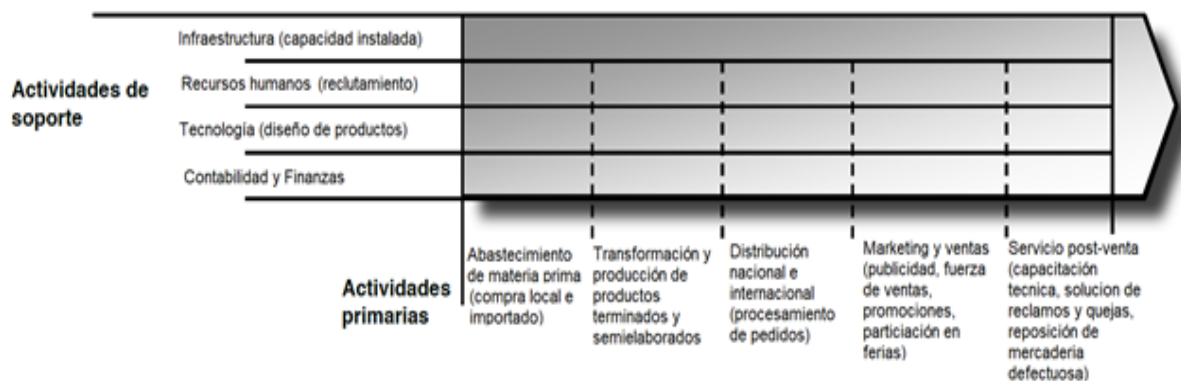 Infraestructura (capacidad instalada)
Actividades de
soporte
Recursos humanos (reclutamiento)
Tecnología (diseño de productos)
Contabilidad y Finanzas
Actividades
primarias
Abastecimiento
de materia prima
(compra local e
importado)
Transformación y
producción de
productos
terminados y
semielaborados
Distribución
nacional e
internacional
(procesamiento
de pedidos)
Marketing y ventas
(publicidad, fuerza
de ventas,
promociones,
particiación en
ferias)
Servicio post-venta
(capacitación
tecnica, solucion de
reclamos y quejas,
reposición de
mercaderia
defectuosa)